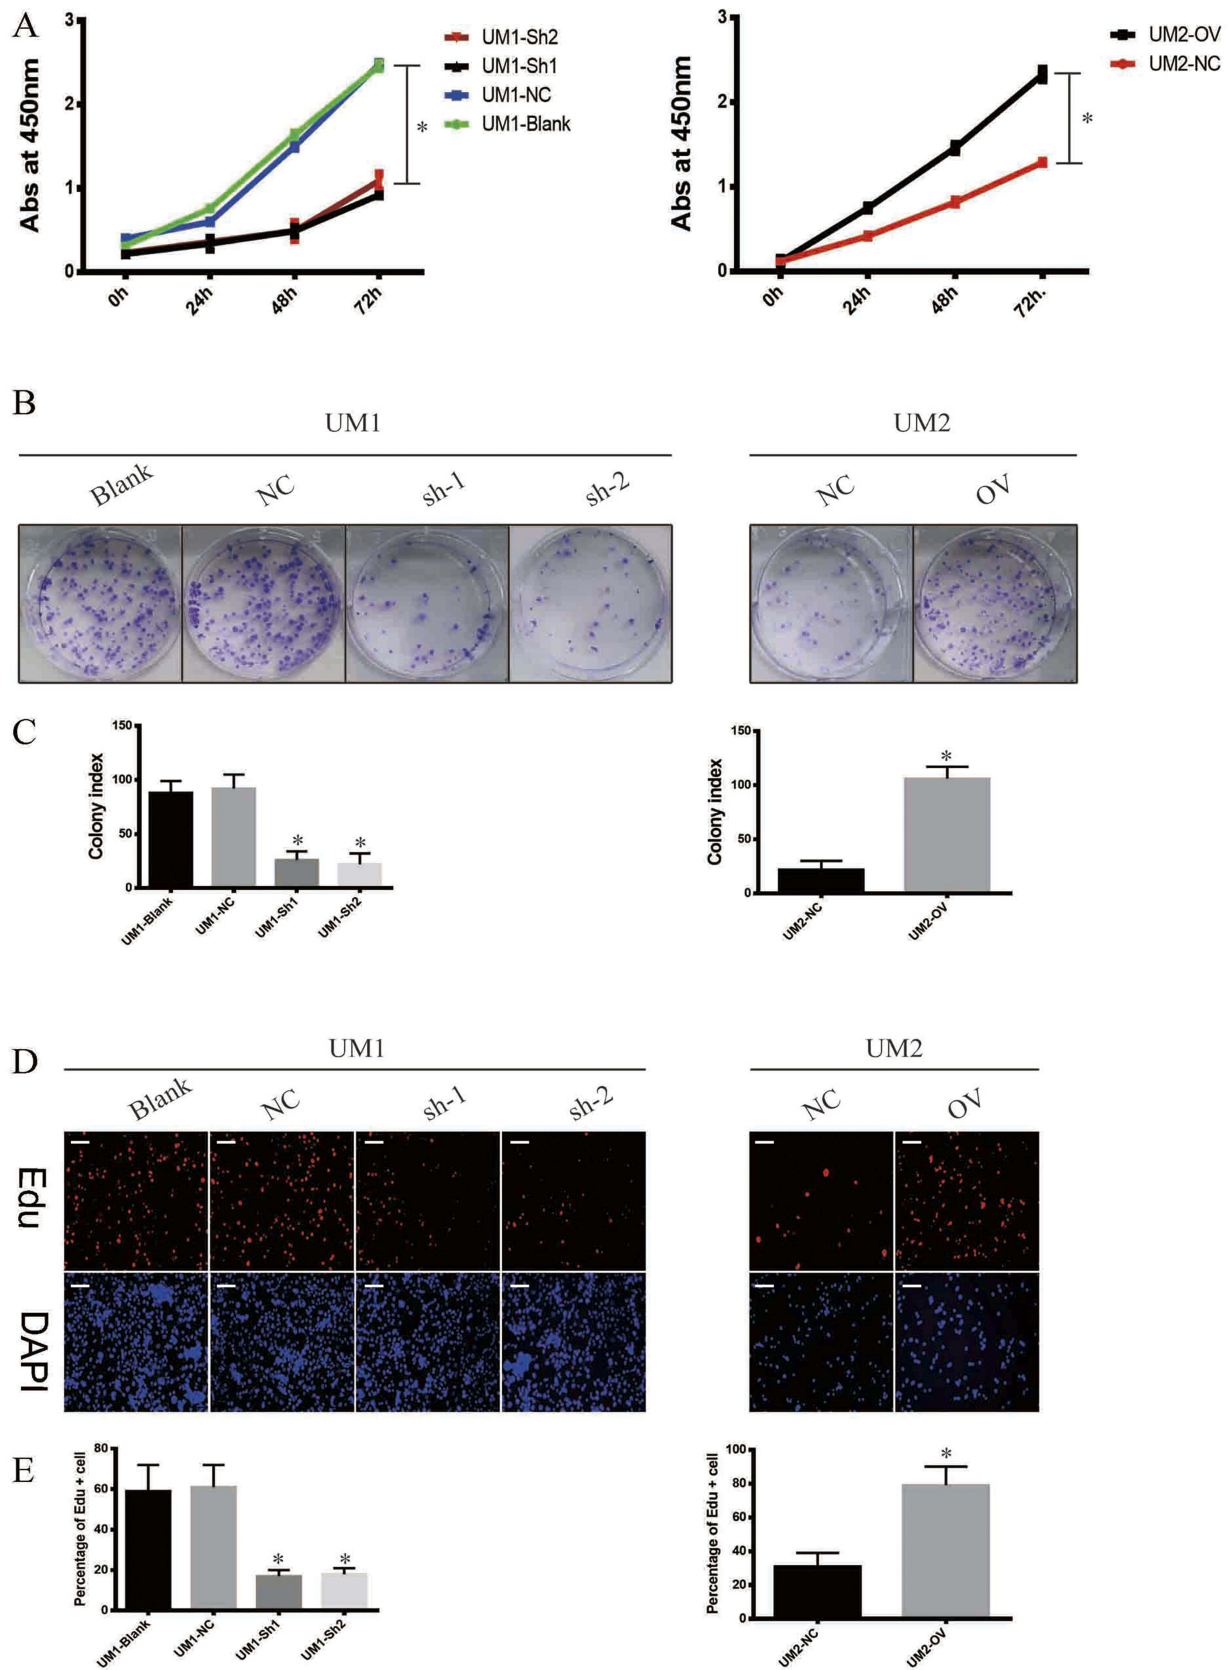 A
3
2
1
0
Abs at 450nm
0h
24h
48h
72h
*
UM1-Sh2
UM1-Sh1
UM1-NC
UM1-Blank
3
2
1
0
Abs at 450nm
0h
24h
48h
72h.
*
UM2-OV
UM2-NC
B
UM1
Blank
NC
sh-1
sh-2
UM2
NC
OV
C
150
100
50
0
Colony index
* *
UM1-Blank
UM1-NC
UM1-Sh1
UM1-Sh2
150
100
50
0
Colony index
*
UM2-NC
UM2-OV
D
UM1
Blank
NC
sh-1
sh-2
UM2
NC
OV
Edu
DAPI
E
80
60
40
20
0
Percentage of Edu + cell
* *
UM1-Blank
UM1-NC
UM1-Sh1
UM1-Sh2
100
80
60
40
20
0
Percentage of Edu + cell
*
UM2-NC
UM2-OV